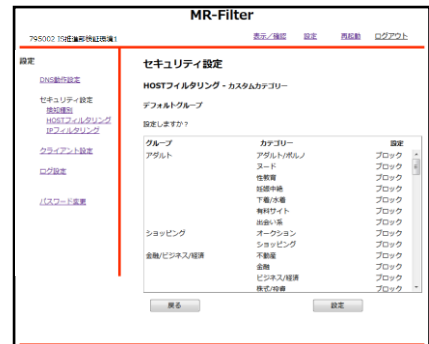 MR-Filter
795002 IS推進部検証環境1
表示／確認 設定 再起動 ログアウト
設定
DNS動作設定
セキュリティ設定
検知種別
HOSTフィルタリング
IPフィルタリング
クライアント設定
ログ設定
パスワード変更
セキュリティ設定
HOSTフィルタリング - カスタムカテゴリー
デフォルトグループ
設定しますか？
グループ カテゴリー 設定
アダルト アダルト/ポルノ ブロック
ヌード ブロック
性教育 ブロック
妊娠中絶 ブロック
下着/水着 ブロック
有料サイト ブロック
出会い系 ブロック
ショッピング オークション ブロック
ショッピング ブロック
金融/ビジネス/経済 不動産 ブロック
金融 ブロック
ビジネス/経済 ブロック
株式/投資 ブロック
戻る 設定